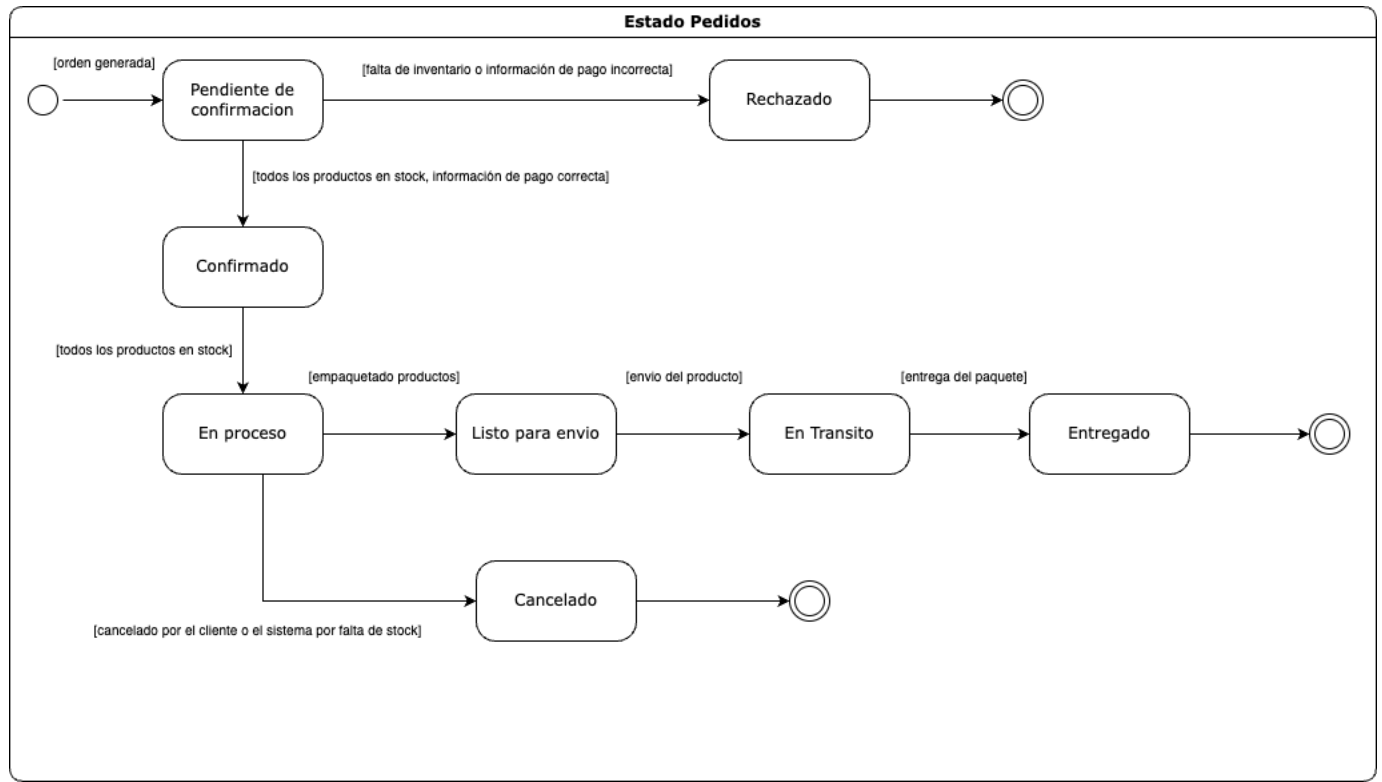 Estado Pedidos
[orden generada]
[falta de inventario o información de pago incorrecta]
Pendiente de
confirmacion
Rechazado
[todos los productos en stock, información de pago correcta]
Confirmado
[todos los productos en stock]
[empaquetado productos]
[envio del producto]
[entrega del paquete]
En proceso
Listo para envio
En Transito
Entregado
Cancelado
[cancelado por el cliente o el sistema por falta de stock]